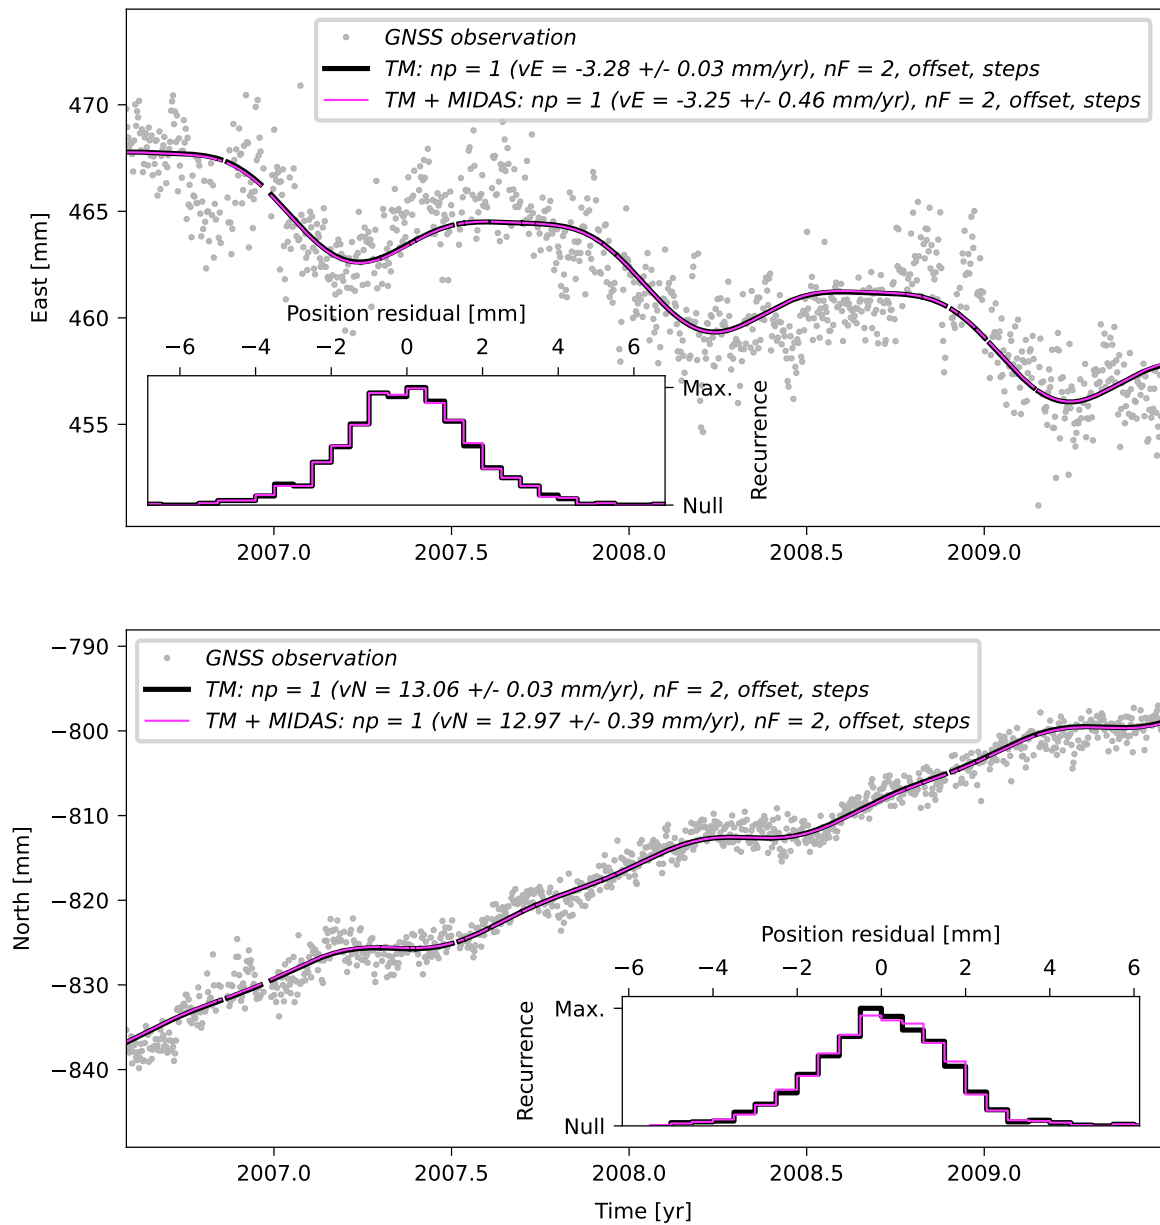 GNSS observation
TM: np = 1 (vE = -3.28 +/- 0.03 mm/yr), nF = 2, offset, steps
TM + MIDAS: np = 1 (vE = -3.25 +/- 0.46 mm/yr), nF = 2, offset, steps
470
465
460
455
East [mm]
Position residual [mm]
−6 −4 −2 0 2 4 6
Max.
Null
Recurrence
2007.0 2007.5 2008.0 2008.5 2009.0
GNSS observation
TM: np = 1 (vN = 13.06 +/- 0.03 mm/yr), nF = 2, offset, steps
TM + MIDAS: np = 1 (vN = 12.97 +/- 0.39 mm/yr), nF = 2, offset, steps
−790
−800
−810
−820
−830
−840
North [mm]
Position residual [mm]
−6 −4 −2 0 2 4 6
Max.
Null
Recurrence
2007.0 2007.5 2008.0 2008.5 2009.0
Time [yr]